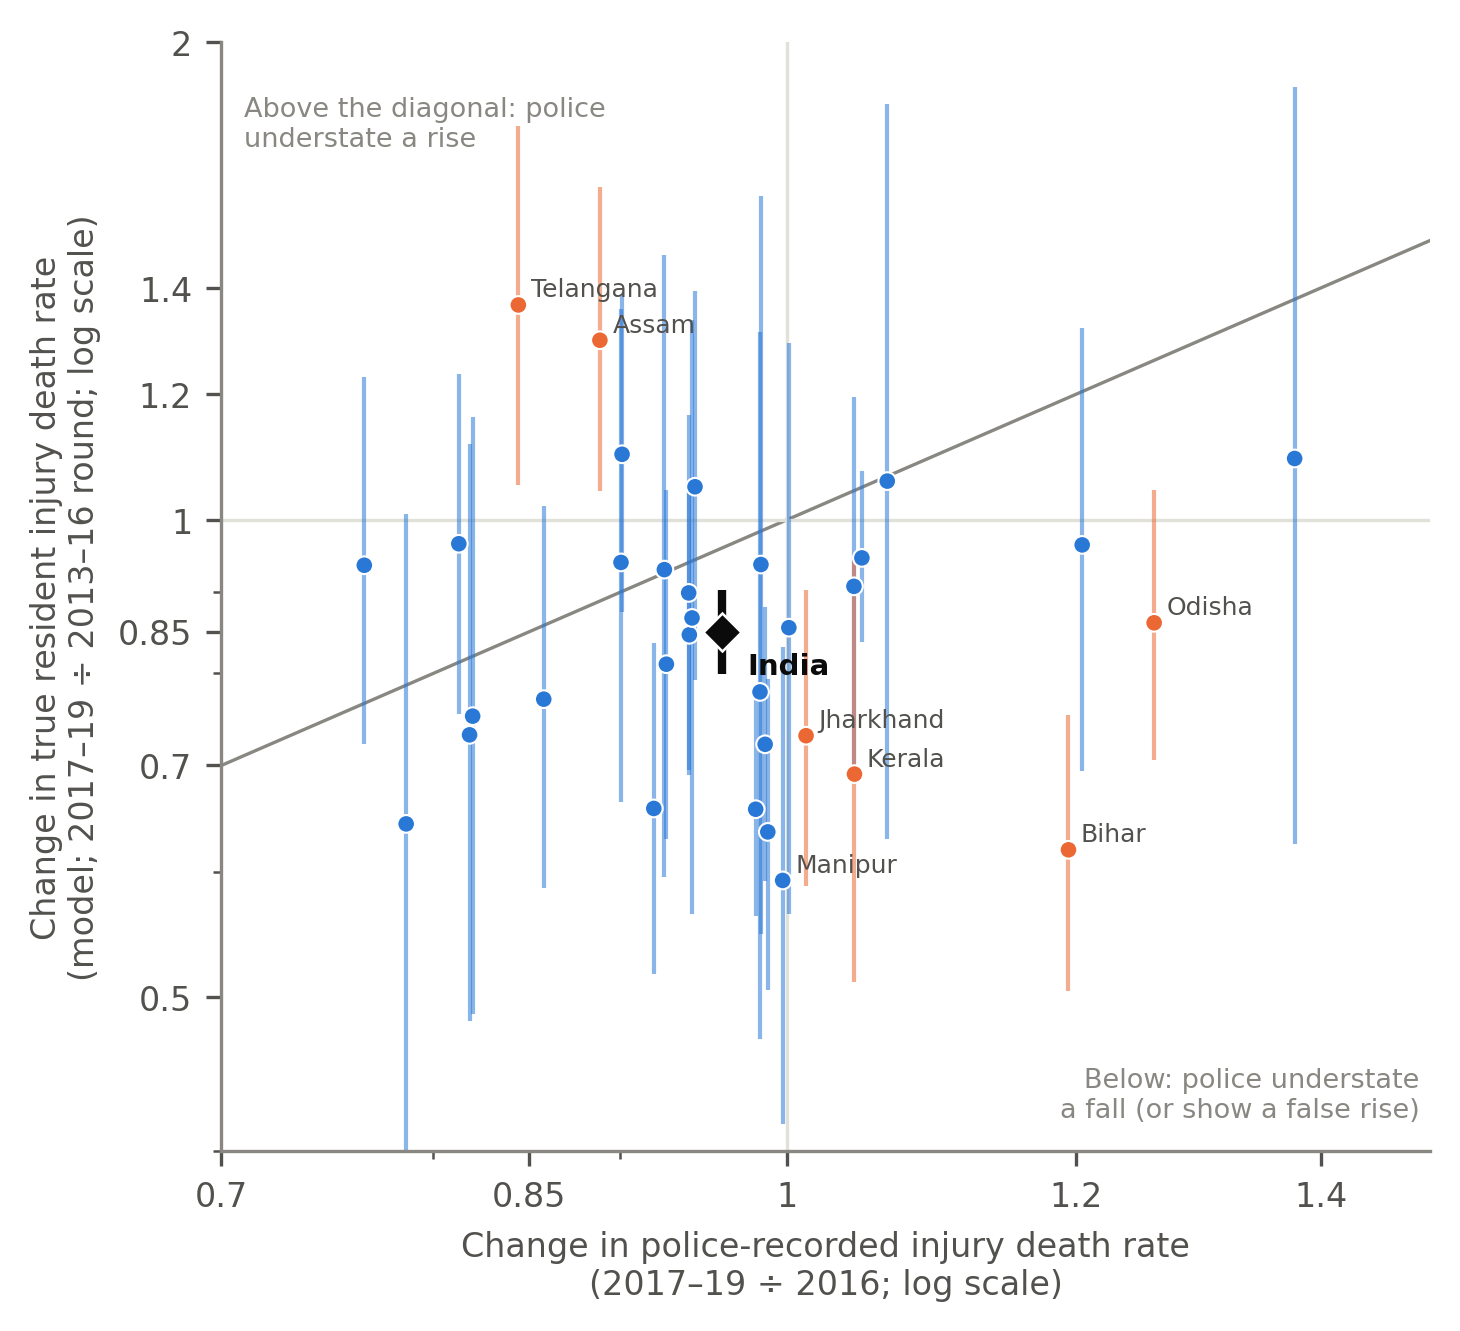 2
Above the diagonal: police
understate a rise
Telangana
1.4
Assam
1.2
1
Odisha
0.85
India
Jharkhand
Kerala
0.7
Bihar
Manipur
0.5
Below: police understate
a fall (or show a false rise)
Change in true resident injury death rate
(model; 2017–19 ÷ 2013–16 round; log scale)
0.7 0.85 1 1.2 1.4
Change in police-recorded injury death rate
(2017–19 ÷ 2016; log scale)